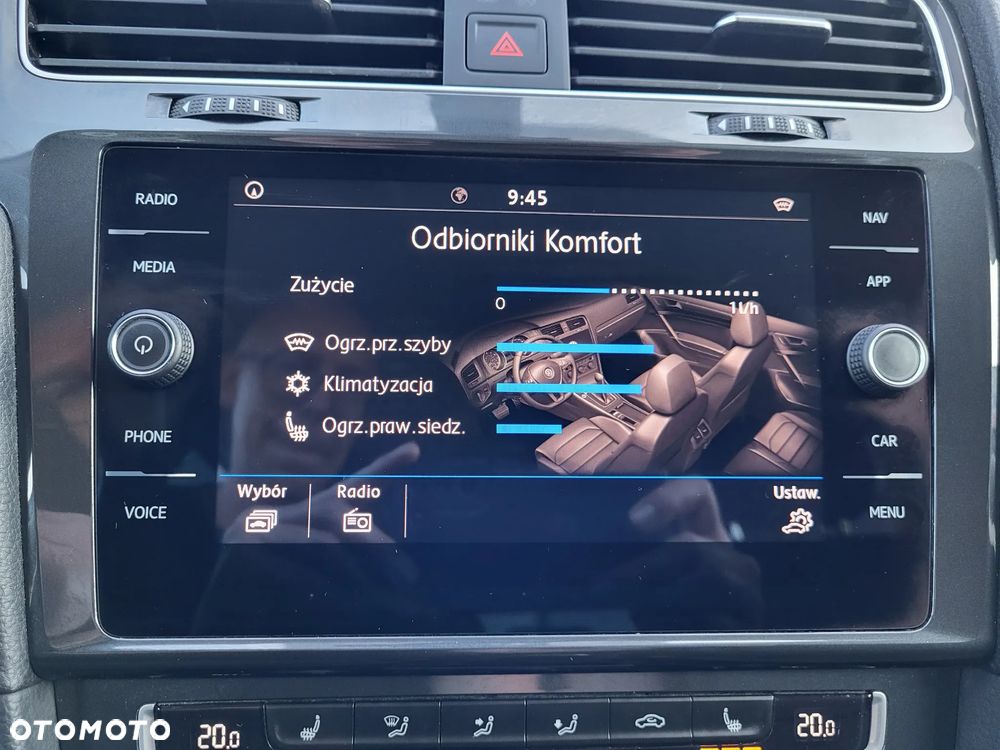 RADIO
MEDIA
PHONE
VOICE
NAV
APP
CAR
MENU
9:45
Odbiorniki Komfort
Zużycie
0
1l/h
Ogrz.prz.szyby
Klimatyzacja
Ogrz.praw.siedz.
Wybór
Radio
Ustaw.
20.0
20.0
OTOMOTO